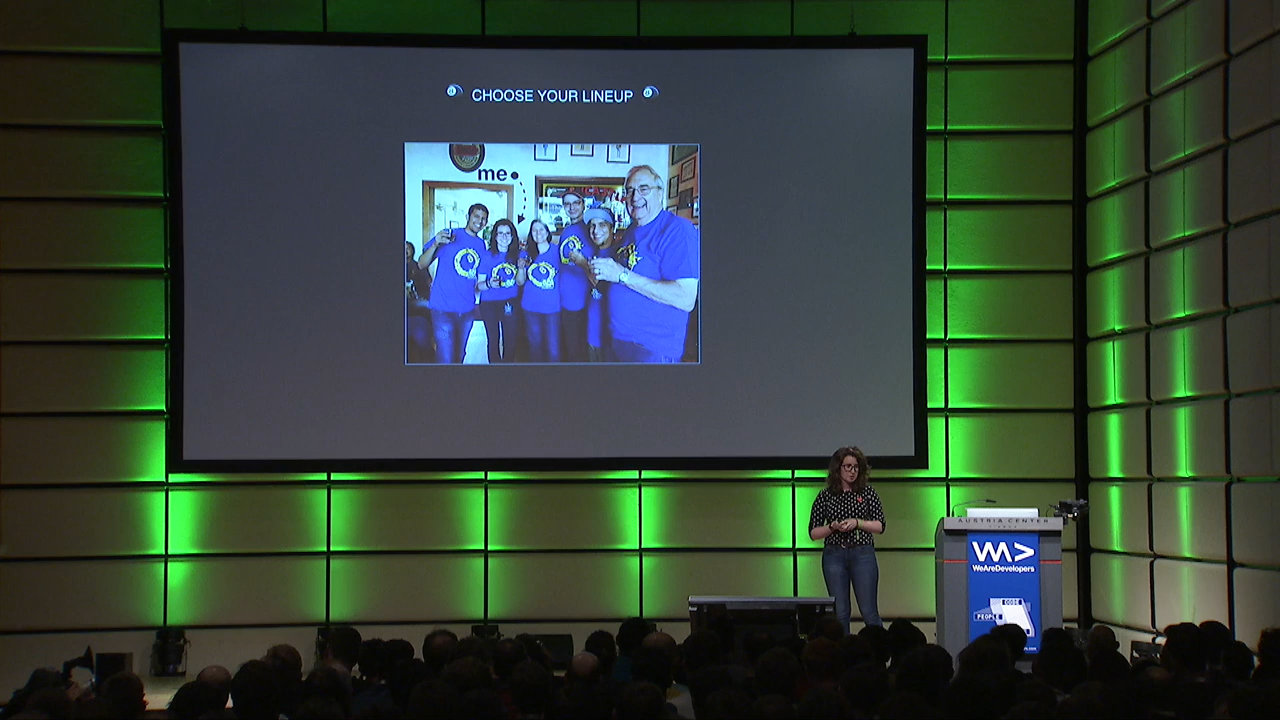 CHOOSE YOUR LINEUP
me
AUSTRIA CENTER
WeAreDevelopers
CODE
PEOPLE